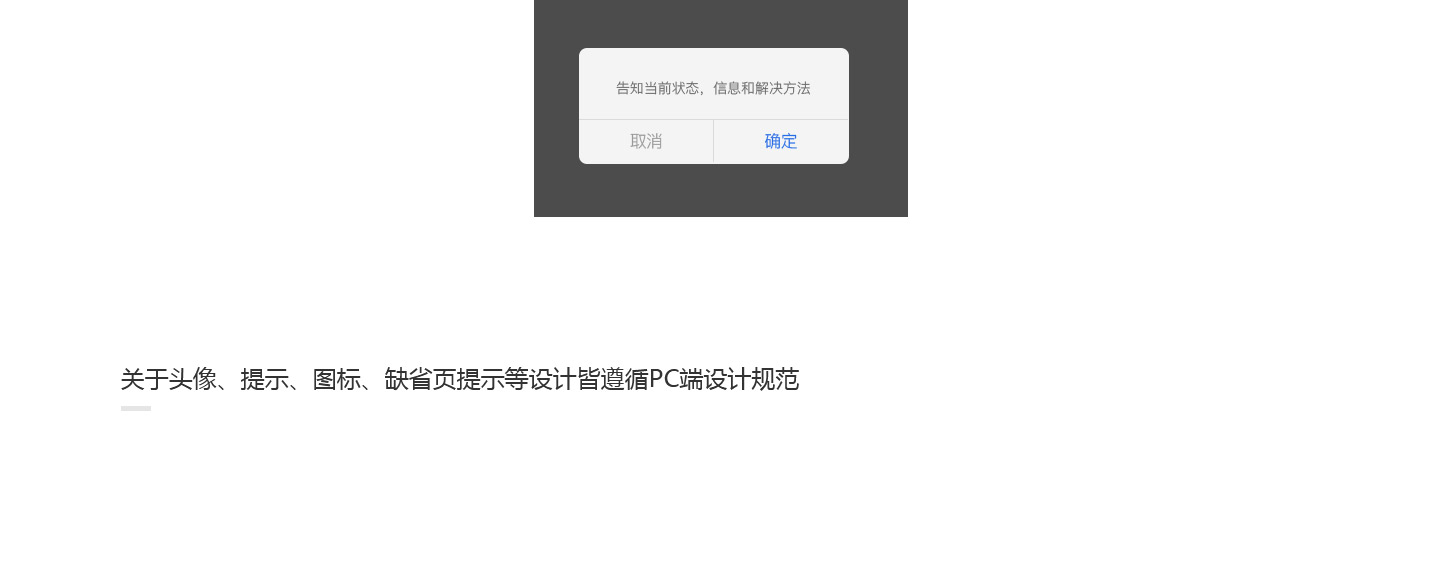 告知当前状态，信息和解决方法
取消
确定
关于头像、提示、图标、缺省页提示等设计皆遵循PC端设计规范